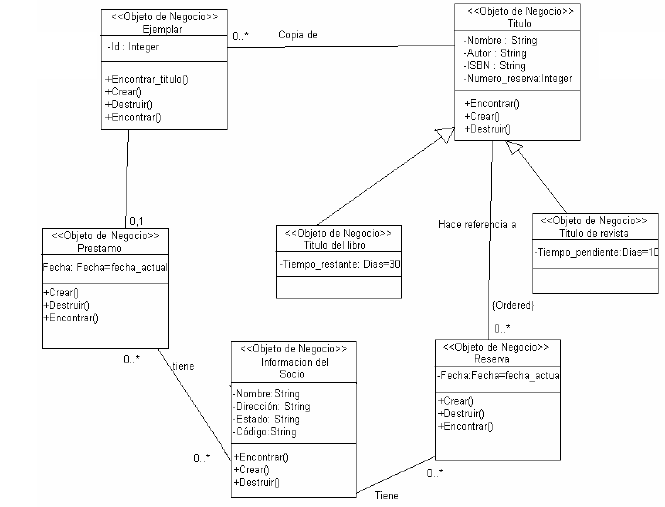 <<Objeto de Negocio>>
Ejemplar
-Id : Integer
+Encontrar_titulo()
+Crear()
+Destruir()
+Encontrar()
0..*
Copia de
<<Objeto de Negocio>>
Titulo
-Nombre : String
-Autor : String
-ISBN : String
-Numero_reserva:Integer
+Encontrar()
+Crear()
+Destruir()
0,1
<<Objeto de Negocio>>
Prestamo
Fecha: Fecha=fecha_actual
+Crear()
+Destruir()
+Encontrar()
0..*
tiene
<<Objeto de Negocio>>
Titulo del libro
-Tiempo_restante: Dias=30
Hace referencia a
<<Objeto de Negocio>>
Titulo de revista
-Tiempo_pendiente:Dias=10
{Ordered}
0..*
<<Objeto de Negocio>>
Informacion del
Socio
-Nombre:String
-Dirección: String
-Estado: String
-Código:String
+Encontrar()
+Crear()
+Destruir()
0..*
<<Objeto de Negocio>>
Reserva
-Fecha:Fecha=fecha_actua
+Crear()
+Destruir()
+Encontrar()
0..*
Tiene